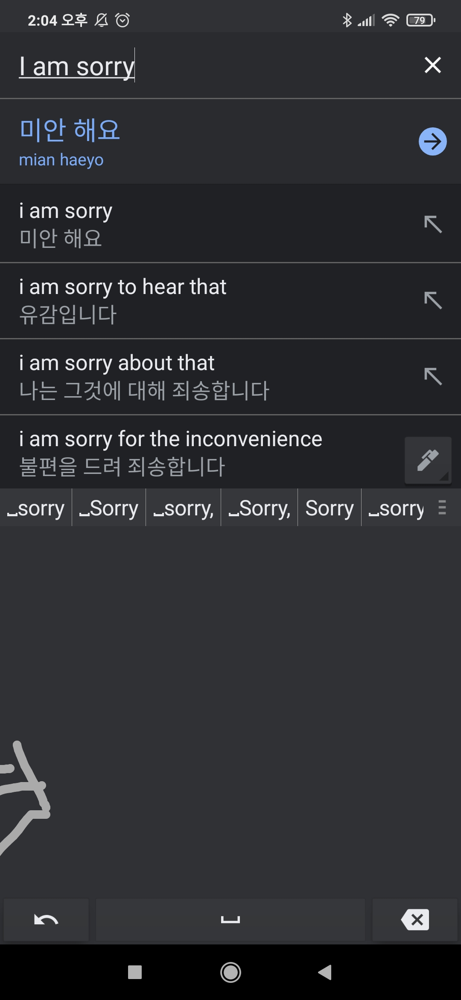 2:04 오후
79
I am sorry
미안 해요
mian haeyo
i am sorry
미안 해요
i am sorry to hear that
유감입니다
i am sorry about that
나는 그것에 대해 죄송합니다
i am sorry for the inconvenience
불편을 드려 죄송합니다
␣sorry ␣Sorry ␣sorry, ␣Sorry, Sorry ␣sorry